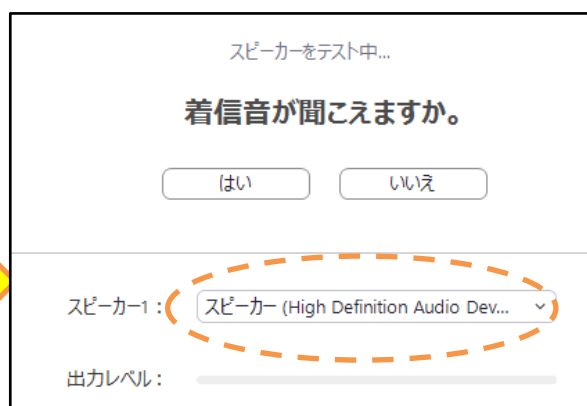 スピーカーをテスト中...
着信音が聞こえますか。
はい いいえ
スピーカー1： スピーカー (High Definition Audio Dev...
出力レベル：